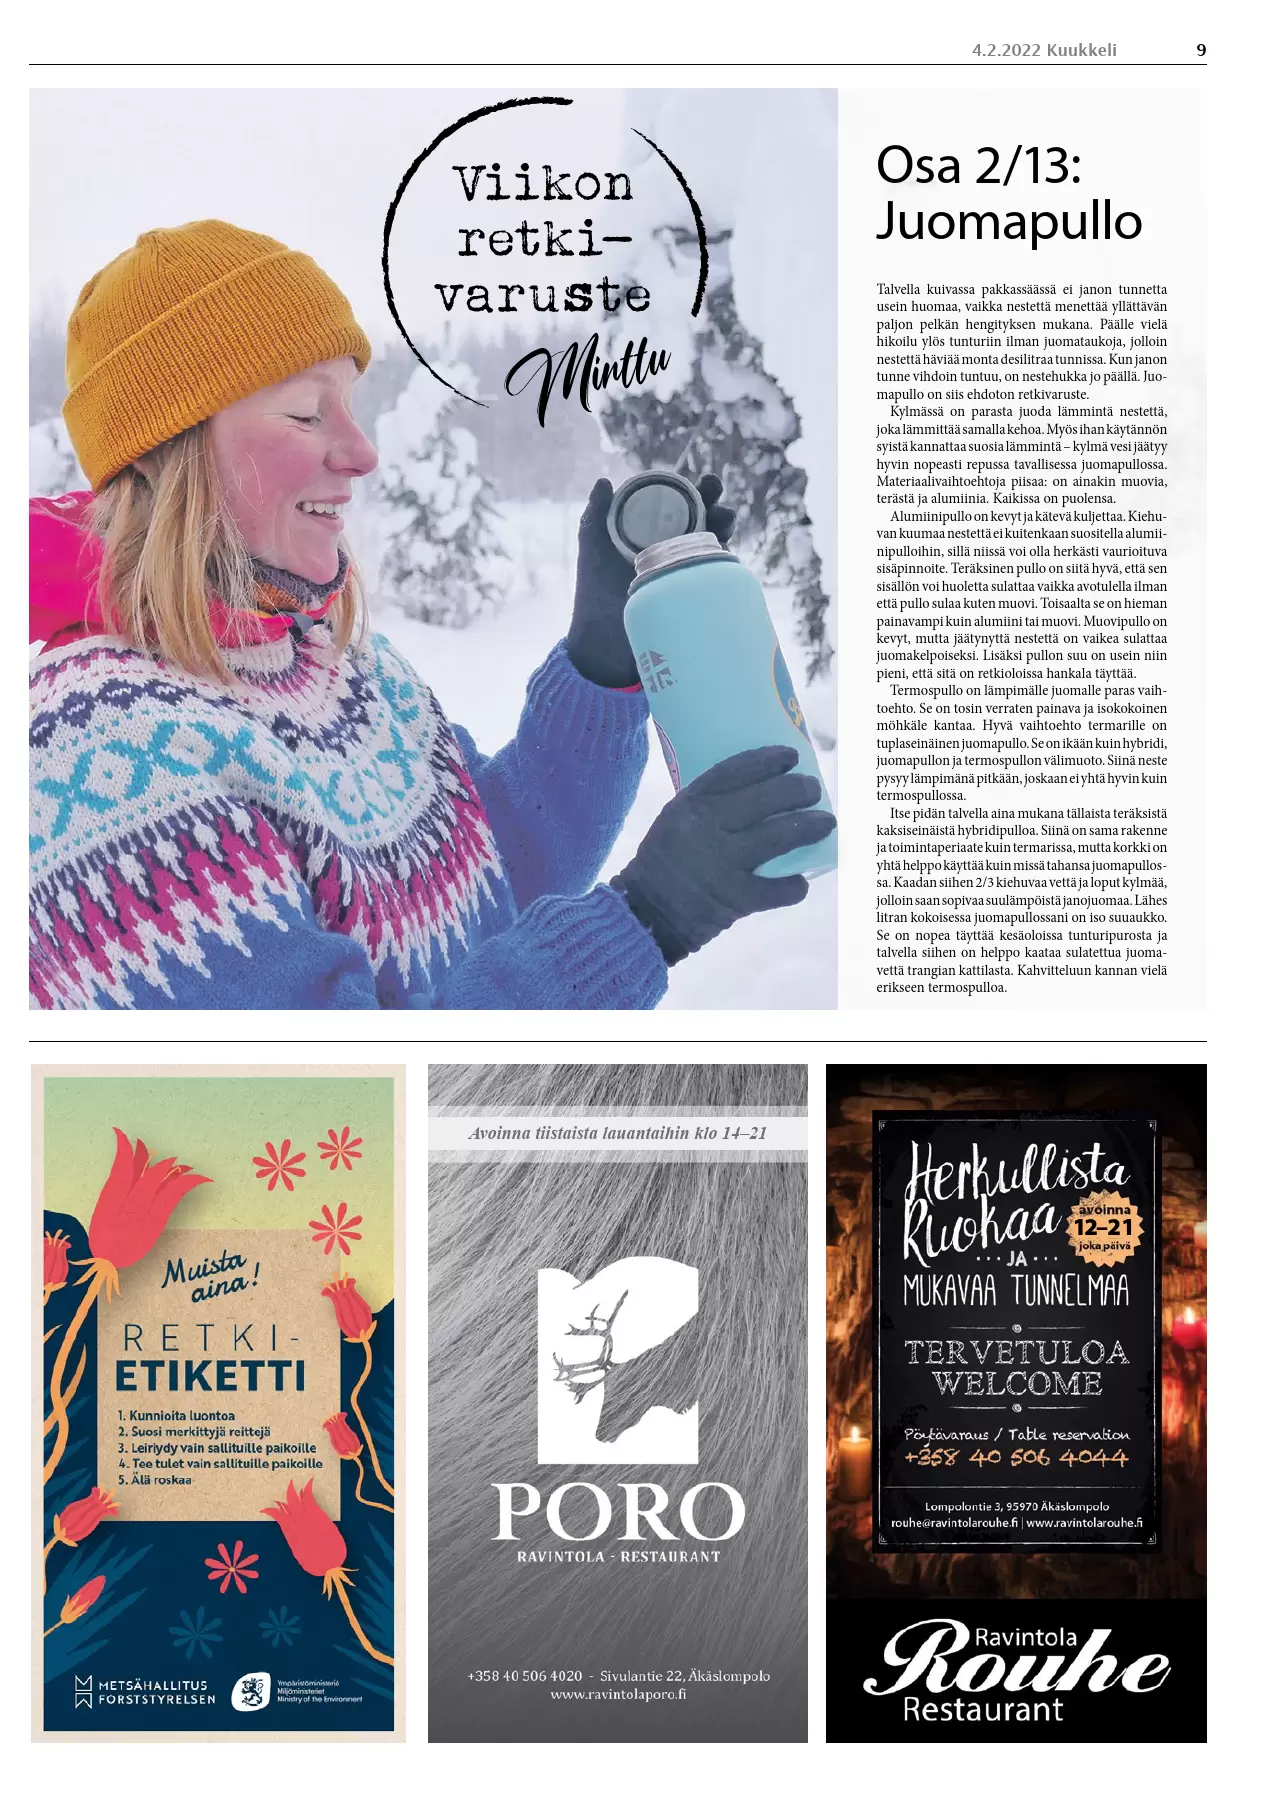 4.2.2022 Kuukkeli 9
Viikon
retki-
varuste
Minttu
Osa 2/13:
Juomapullo
Talvella kuivassa pakkassäässä ei janon tunnetta
usein huomaa, vaikka nestettä menettää yllättävän
paljon pelkän hengityksen mukana. Päälle vielä
hikoilu ylös tunturiin ilman juomataukoja, jolloin
nestettä häviää monta desilitraa tunnissa. Kun janon
tunne vihdoin tuntuu, on nestehukka jo päällä. Juo-
mapullo on siis ehdoton retkivaruste.
Kylmässä on parasta juoda lämmintä nestettä,
joka lämmittää samalla kehoa. Myös ihan käytännön
syistä kannattaa suosia lämmintä – kylmä vesi jäätyy
hyvin nopeasti repussa tavallisessa juomapullossa.
Materiaalivaihtoehtoja piisaa: on ainakin muovia,
terästä ja alumiinia. Kaikissa on puolensa.
Alumiinipullo on kevyt ja kätevä kuljettaa. Kiehu-
van kuumaa nestettä ei kuitenkaan suositella alumii-
nipulloihin, sillä niissä voi olla herkästi vaurioituva
sisäpinnoite. Teräksinen pullo on siitä hyvä, että sen
sisällön voi huoletta sulattaa vaikka avotulella ilman
että pullo sulaa kuten muovi. Toisaalta se on hieman
painavampi kuin alumiini tai muovi. Muovipullo on
kevyt, mutta jäätynyttä nestettä on vaikea sulattaa
juomakelpoiseksi. Lisäksi pullon suu on usein niin
pieni, että sitä on retkioloissa hankala täyttää.
Termospullo on lämpimälle juomalle paras vaih-
toehto. Se on tosin verraten painava ja isokokoinen
möhkäle kantaa. Hyvä vaihtoehto termarille on
tuplaseinäinen juomapullo. Se on ikään kuin hybridi,
juomapullon ja termospullon välimuoto. Siinä neste
pysyy lämpimänä pitkään, joskaan ei yhtä hyvin kuin
termospullossa.
Itse pidän talvella aina mukana tällaista teräksistä
kaksiseinäistä hybridipulloa. Siinä on sama rakenne
ja toimintaperiaate kuin termarissa, mutta korkki on
yhtä helppo käyttää kuin missä tahansa juomapullos-
sa. Kaadan siihen 2/3 kiehuvaa vettä ja loput kylmää,
jolloin saan sopivaa suulämpöistä janojuomaa. Lähes
litran kokoisessa juomapullossani on iso suuaukko.
Se on nopea täyttää kesäoloissa tunturipurosta ja
talvella siihen on helppo kaataa sulatettua juoma-
vettä trangian kattilasta. Kahvitteluun kannan vielä
erikseen termospulloa.
Muista
aina!
RETKI-
ETIKETTI
1. Kunnioita luontoa
2. Suosi merkittyjä reittejä
3. Leiriydy vain sallituille paikoille
4. Tee tulet vain sallituille paikoille
5. Älä roskaa
METSÄHALLITUS
FORSTSTYRELSEN
Ympäristöministeriö
Miljöministeriet
Ministry of the Environment
Avoinna tiistaista lauantaihin klo 14–21
PORO
RAVINTOLA - RESTAURANT
+358 40 506 4020 - Sivulantie 22, Äkäslompolo
www.ravintolaporo.fi
Herkullista
Ruokaa
avoinna
12–21
joka päivä
JA
MUKAVAA TUNNELMAA
TERVETULOA
WELCOME
Pöytävaraus / Table reservation
+358 40 506 4044
Lompolontie 3, 95970 Äkäslompolo
rouhe@ravintolarouhe.fi | www.ravintolarouhe.fi
Ravintola
Rouhe
Restaurant